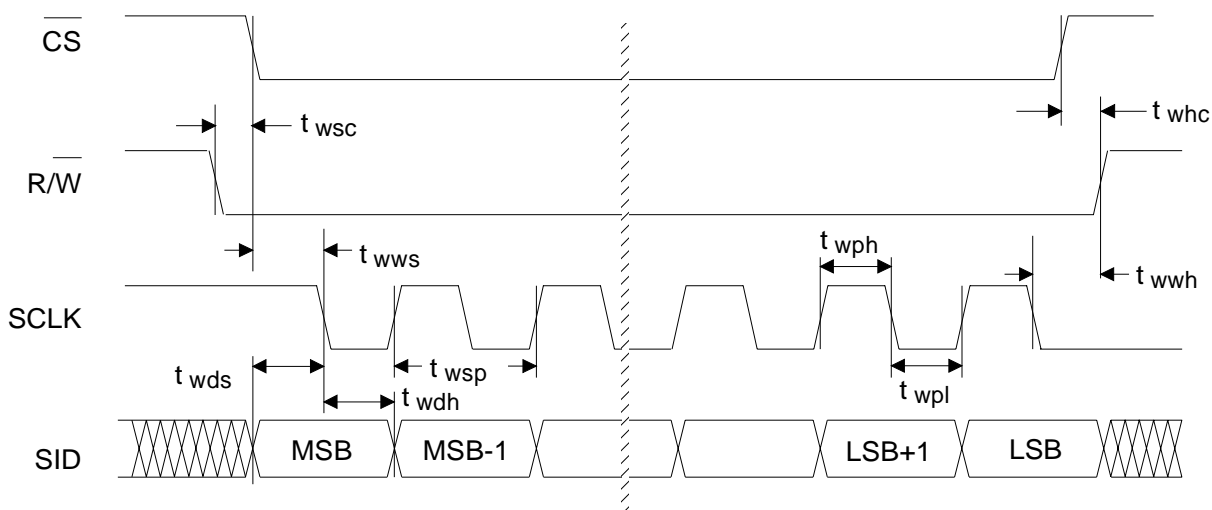 CS
t wsc
t whc
R/W
t wws
t wph
t wwh
SCLK
t wds
t wsp
t wpl
t wdh
SID
MSB
MSB-1
LSB+1
LSB